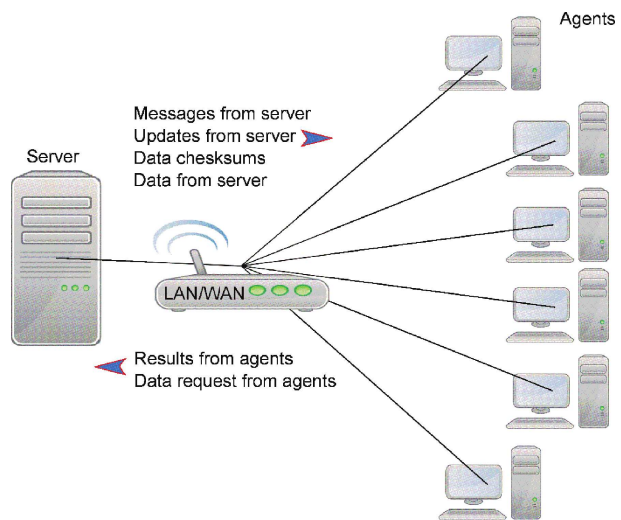 Agents
Messages from server
Updates from server
Data chesksums
Data from server
Server
LAN/WAN
Results from agents
Data request from agents